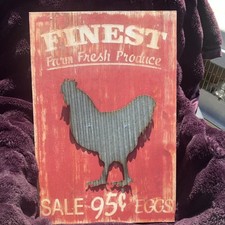 FINEST
Farm Fresh Produce
SALE 95¢ EGGS